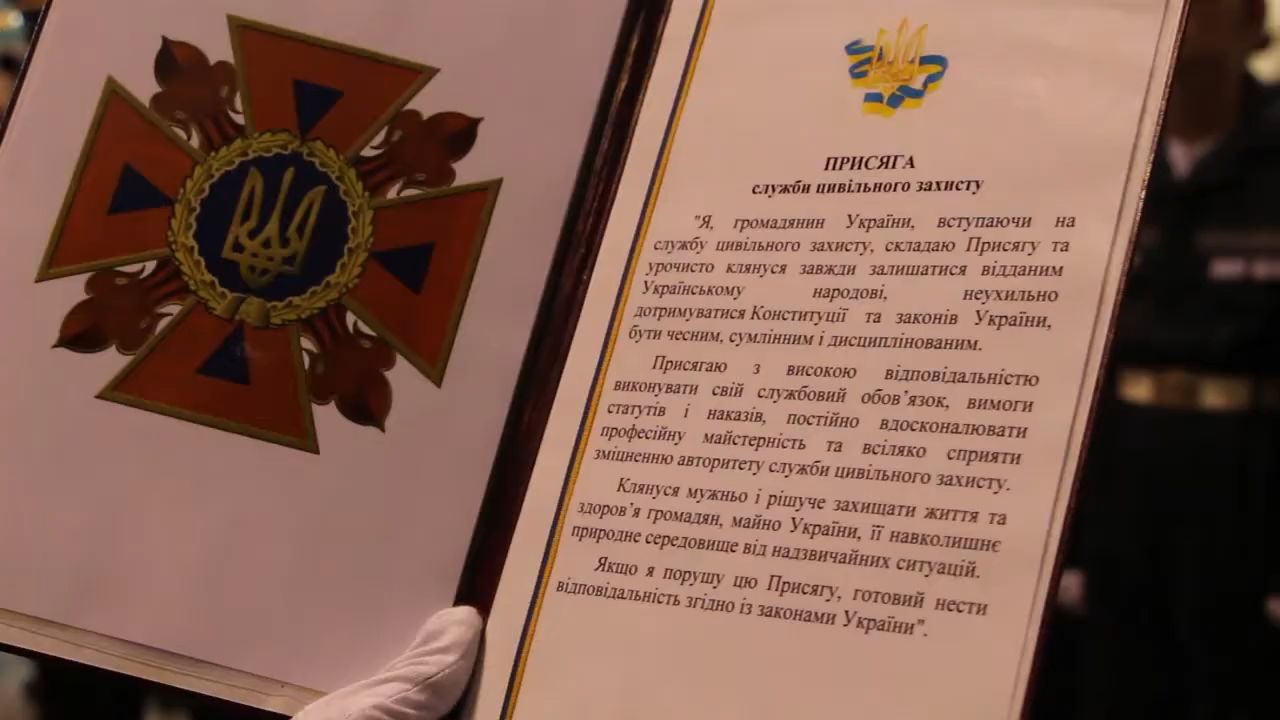 ПРИСЯГА
служби цивільного захисту
"Я, громадянин України, вступаючи на
службу цивільного захисту, складаю Присягу та
урочисто клянуся завжди залишатися відданим
Українському народові, неухильно
дотримуватися Конституції та законів України,
бути чесним, сумлінним і дисциплінованим.
Присягаю з високою відповідальністю
виконувати свій службовий обов’язок, вимоги
статутів і наказів, постійно вдосконалювати
професійну майстерність та всіляко сприяти
зміцненню авторитету служби цивільного захисту.
Клянуся мужньо і рішуче захищати життя та
здоров’я громадян, майно України, її навколишнє
природне середовище від надзвичайних ситуацій.
Якщо я порушу цю Присягу, готовий нести
відповідальність згідно із законами України".